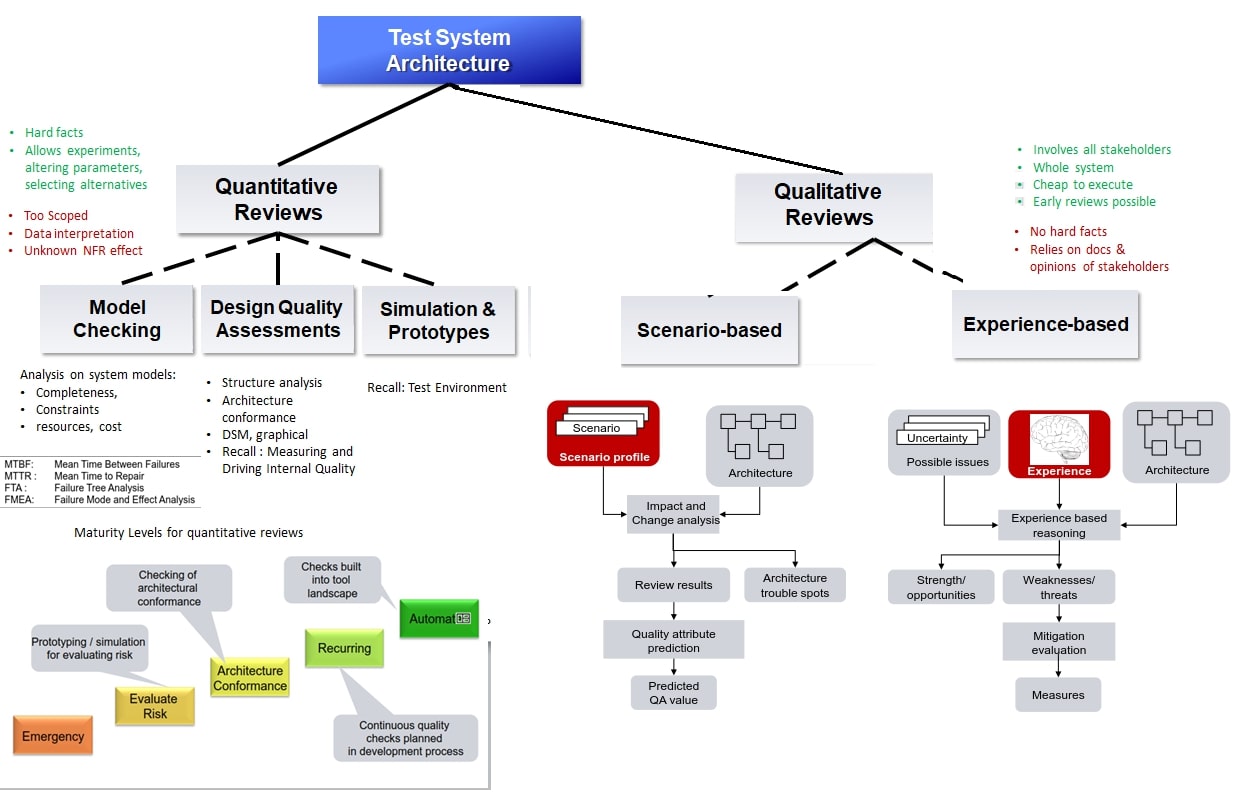 Test System
Architecture
• Hard facts
• Allows experiments,
altering parameters,
selecting alternatives
• Too Scoped
• Data interpretation
• Unknown NFR effect
Quantitative
Reviews
Qualitative
Reviews
• Involves all stakeholders
• Whole system
• Cheap to execute
• Early reviews possible
• No hard facts
• Relies on docs &
opinions of stakeholders
Model
Checking
Design Quality
Assessments
Simulation &
Prototypes
Scenario-based
Experience-based
Analysis on system models:
• Completeness,
• Constraints
• resources, cost
• Structure analysis
• Architecture
conformance
• DSM, graphical
• Recall : Measuring and
Driving Internal Quality
Recall: Test Environment
MTBF: Mean Time Between Failures
MTTR : Mean Time to Repair
FTA : Failure Tree Analysis
FMEA: Failure Mode and Effect Analysis
Maturity Levels for quantitative reviews
Checking of
architectural
conformance
Checks built
into tool
landscape
Prototyping / simulation
for evaluating risk
Emergency
Evaluate
Risk
Architecture
Conformance
Recurring
Automat
Continuous quality
checks planned
in development process
Scenario
Scenario profile
Architecture
Impact and
Change analysis
Review results
Architecture
trouble spots
Quality attribute
prediction
Predicted
QA value
Uncertainty
Possible issues
Experience
Architecture
Experience based
reasoning
Strength/
opportunities
Weaknesses/
threats
Mitigation
evaluation
Measures